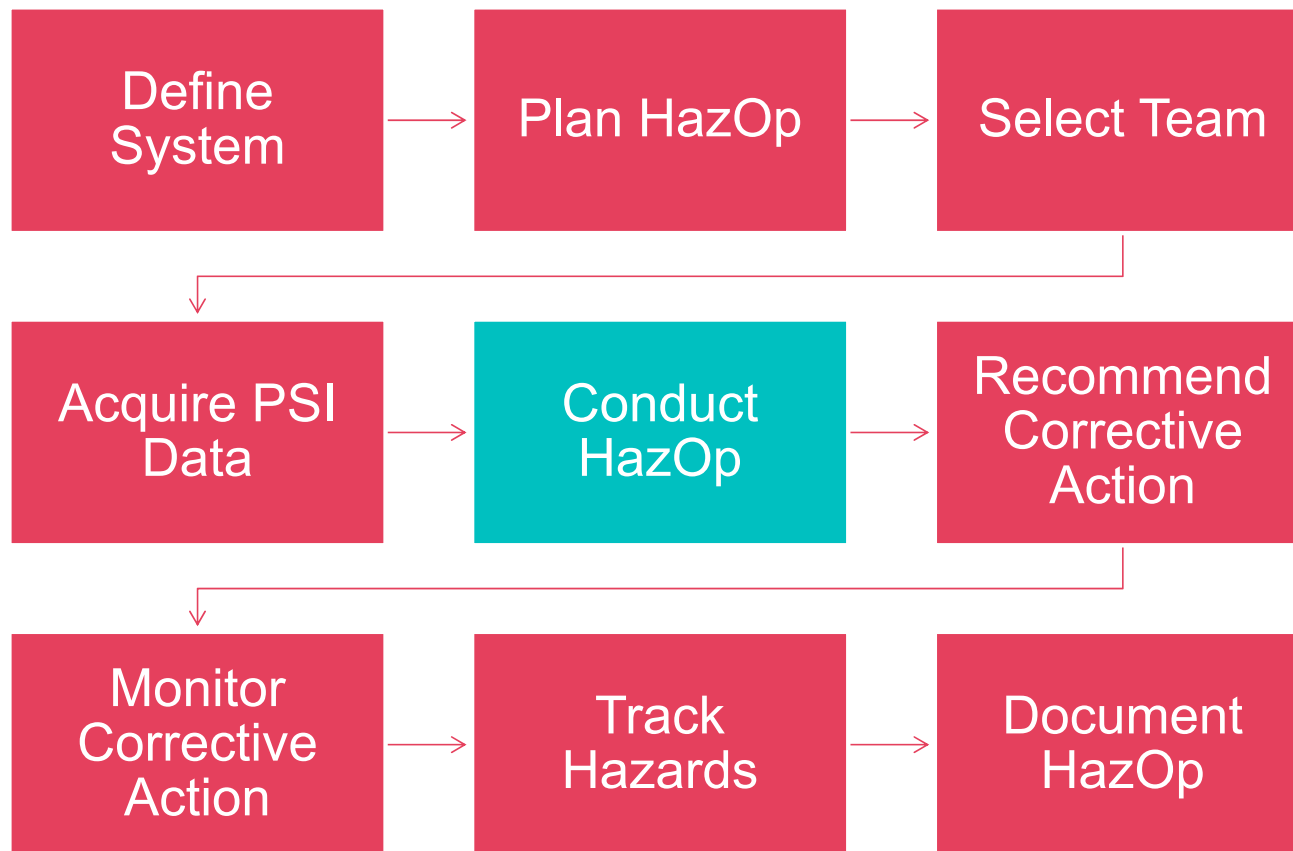 Define
System
Plan HazOp
Select Team
Acquire PSI
Data
Conduct
HazOp
Recommend
Corrective
Action
Monitor
Corrective
Action
Track
Hazards
Document
HazOp